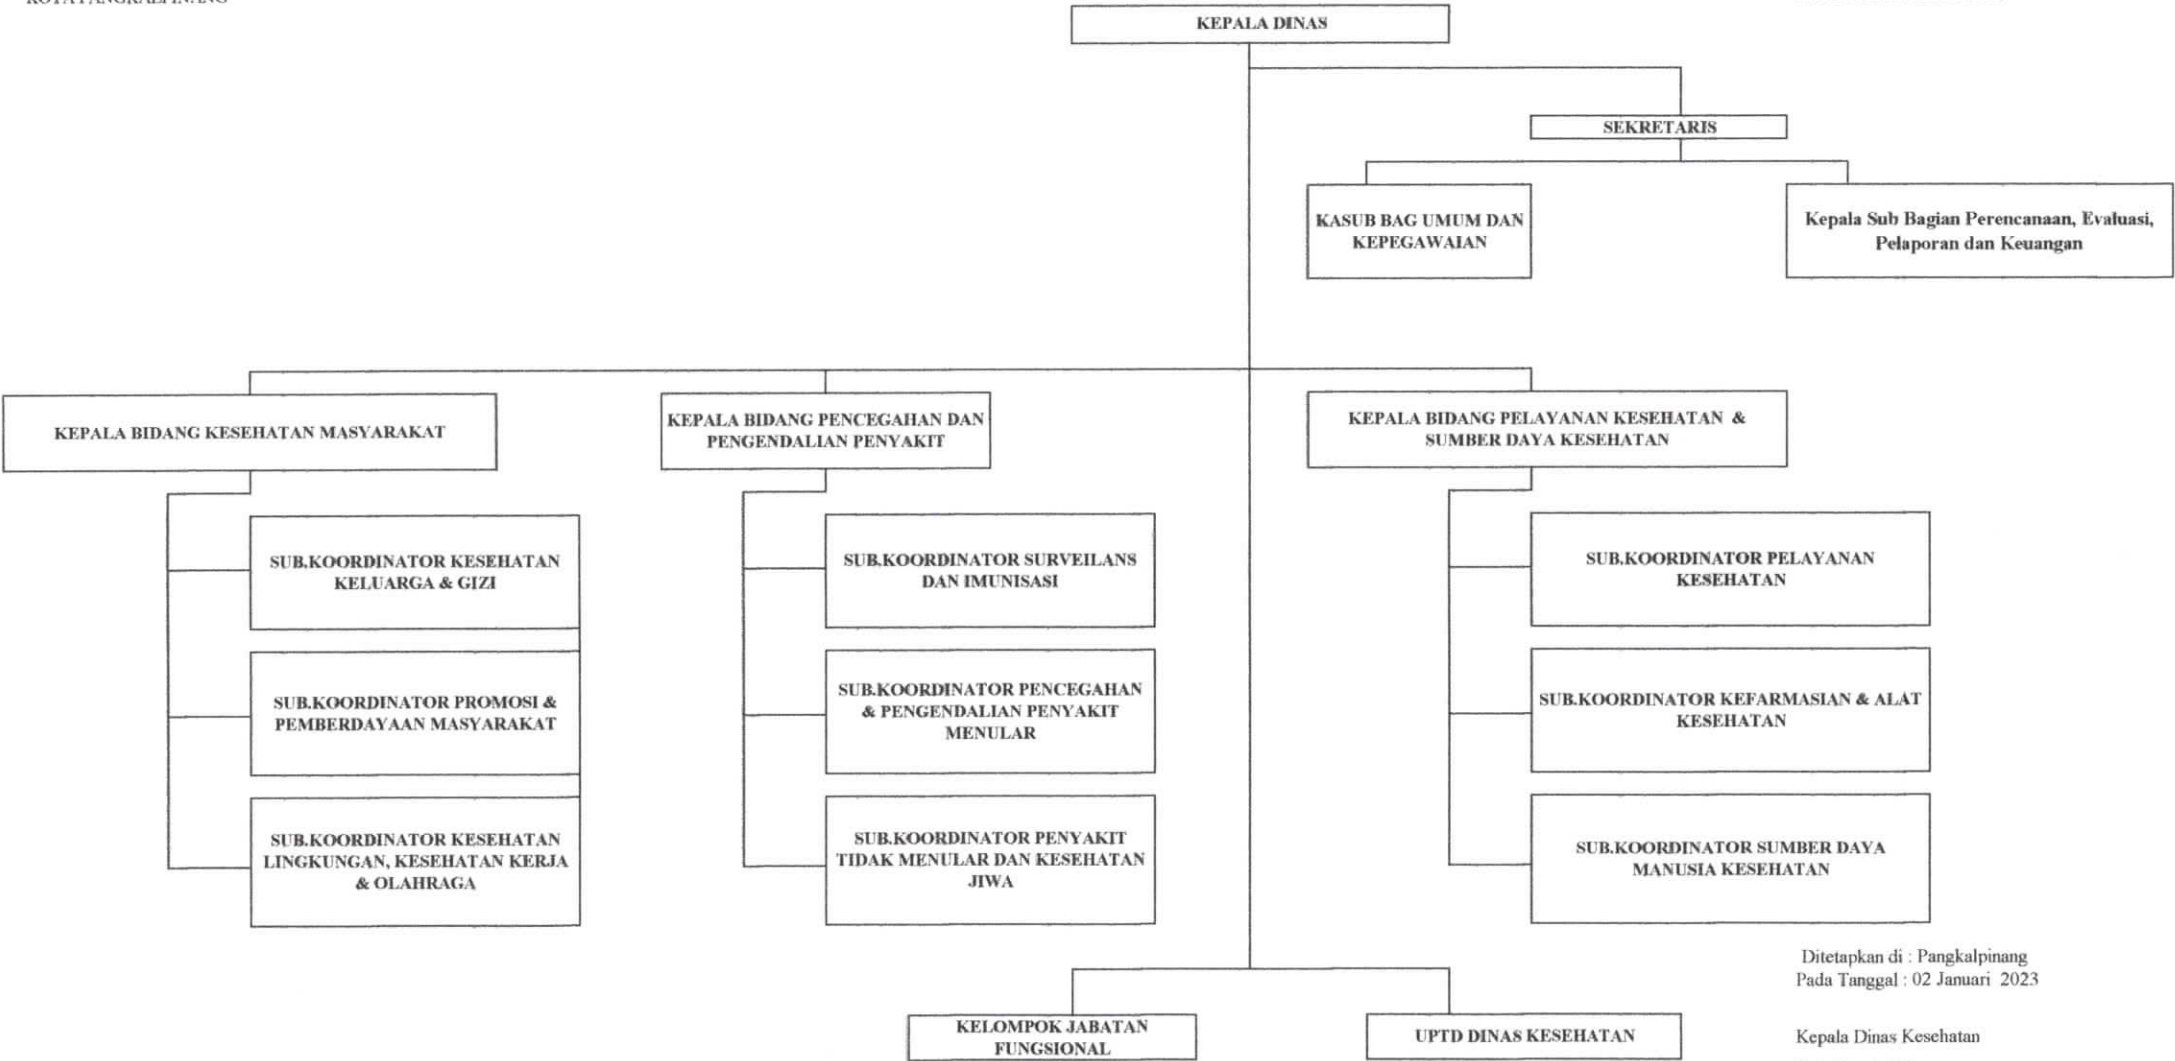 KOTA PANGKALPINANG
KEPALA DINAS
SEKRETARIS
KASUB BAG UMUM DAN
KEPEGAWAIAN
Kepala Sub Bagian Perencanaan, Evaluasi,
Pelaporan dan Keuangan
KEPALA BIDANG KESEHATAN MASYARAKAT
KEPALA BIDANG PENCEGAHAN DAN
PENGENDALIAN PENYAKIT
KEPALA BIDANG PELAYANAN KESEHATAN &
SUMBER DAYA KESEHATAN
SUB.KOORDINATOR KESEHATAN
KELUARGA & GIZI
SUB.KOORDINATOR PROMOSI &
PEMBERDAYAAN MASYARAKAT
SUB.KOORDINATOR KESEHATAN
LINGKUNGAN, KESEHATAN KERJA
& OLAHRAGA
SUB.KOORDINATOR SURVEILANS
DAN IMUNISASI
SUB.KOORDINATOR PENCEGAHAN
& PENGENDALIAN PENYAKIT
MENULAR
SUB.KOORDINATOR PENYAKIT
TIDAK MENULAR DAN KESEHATAN
JIWA
SUB.KOORDINATOR PELAYANAN
KESEHATAN
SUB.KOORDINATOR KEFARMASIAN & ALAT
KESEHATAN
SUB.KOORDINATOR SUMBER DAYA
MANUSIA KESEHATAN
KELOMPOK JABATAN
FUNGSIONAL
UPTD DINAS KESEHATAN
Ditetapkan di : Pangkalpinang
Pada Tanggal : 02 Januari 2023
Kepala Dinas Kesehatan